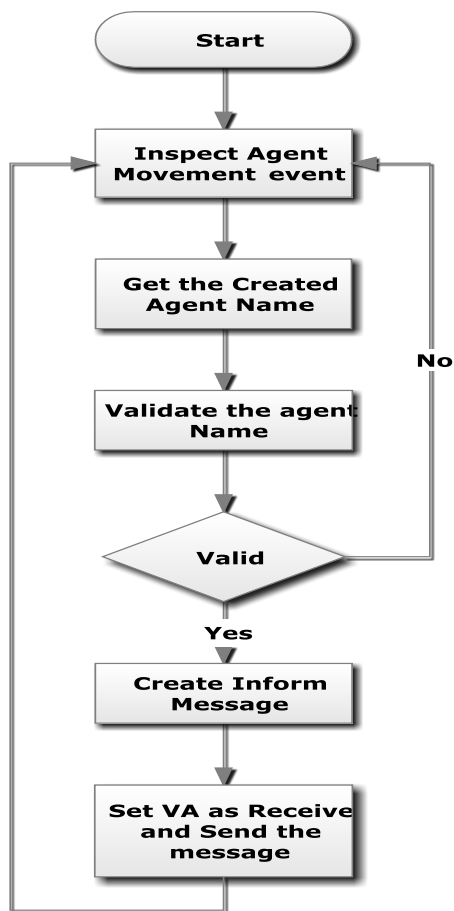 Start
Inspect Agent
Movement event
Get the Created
Agent Name
Validate the agent
Name
No
Valid
Yes
Create Inform
Message
Set VA as Receive
and Send the
message